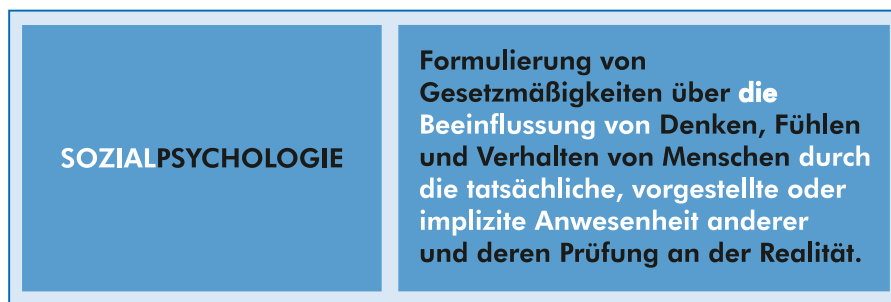 SOZIALPSYCHOLOGIE
Formulierung von
Gesetzmäßigkeiten über die
Beeinflussung von Denken, Fühlen
und Verhalten von Menschen durch
die tatsächliche, vorgestellte oder
implizite Anwesenheit anderer
und deren Prüfung an der Realität.